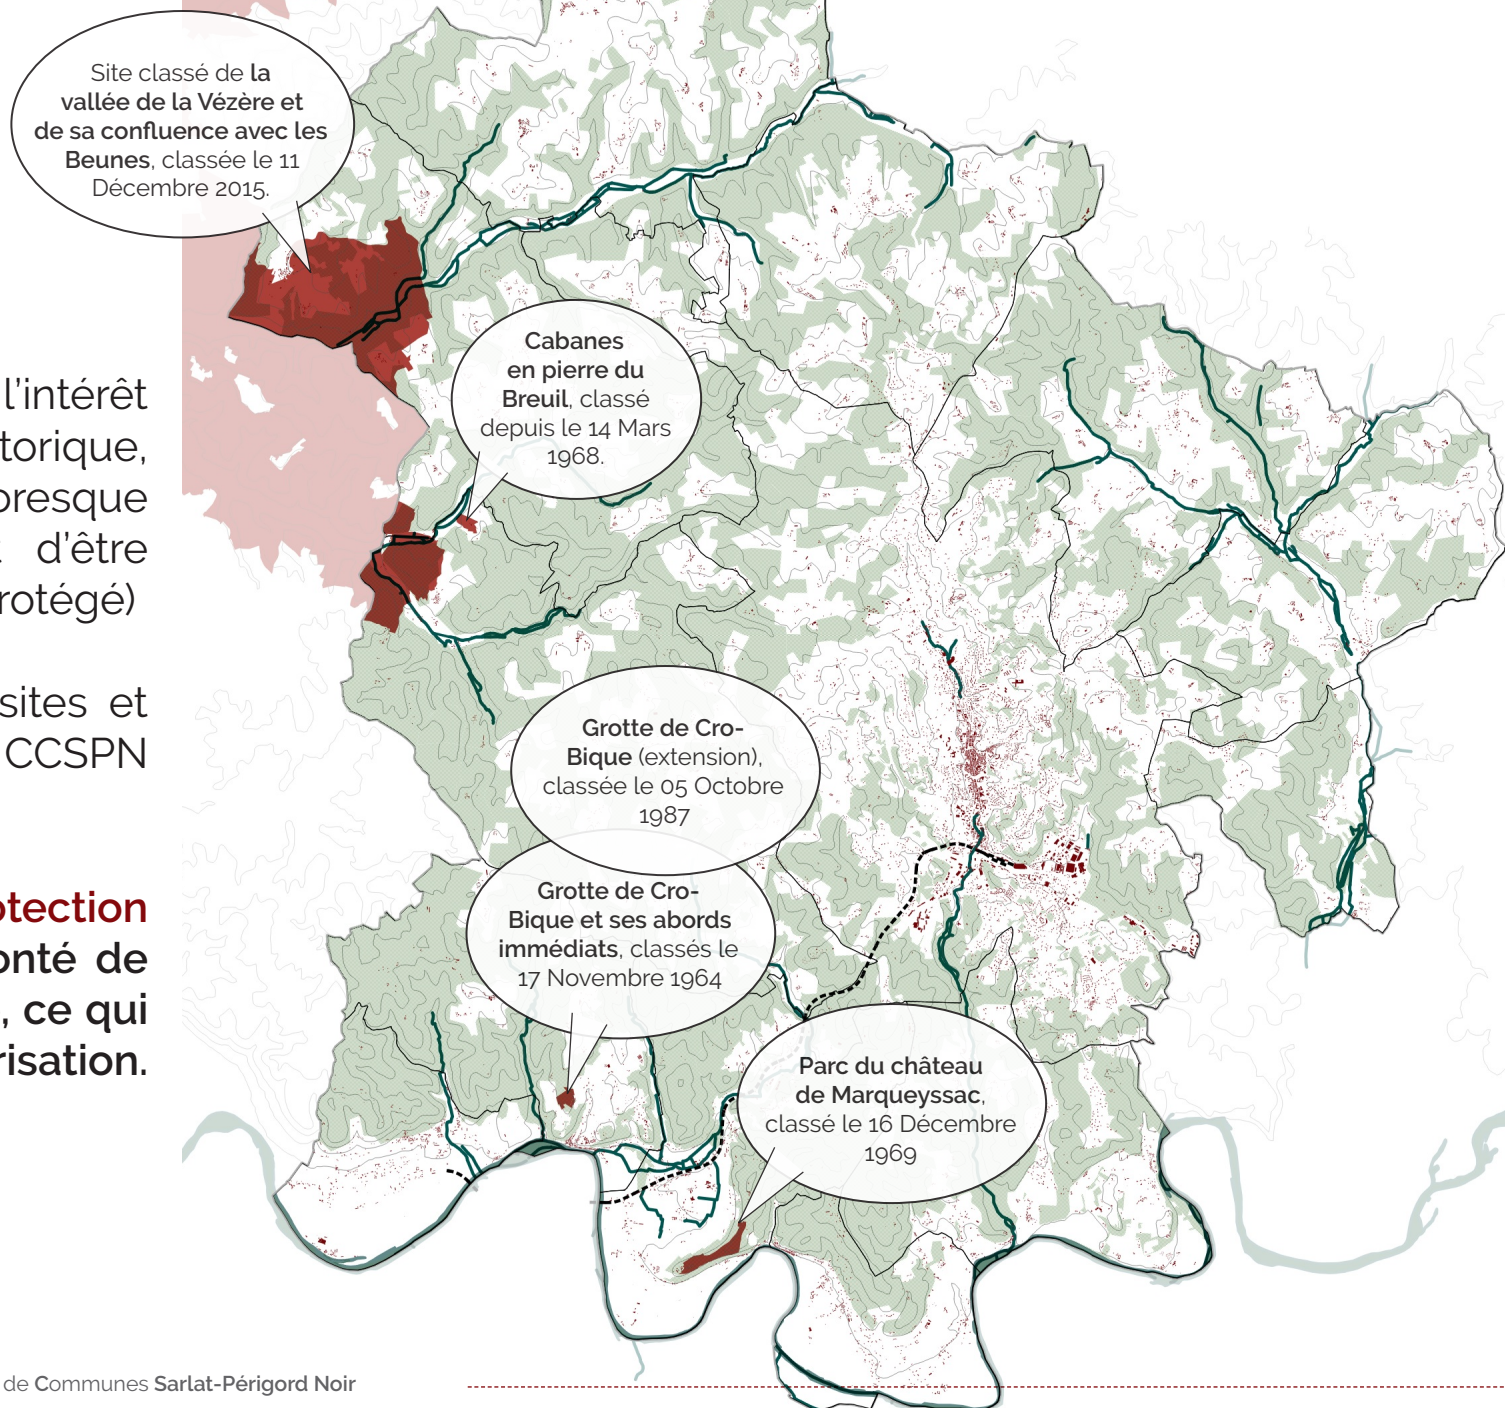 Site classé de la
vallée de la Vézère et
de sa confluence avec les
Beunes, classée le 11
Décembre 2015.
Cabanes
en pierre du
Breuil, classé
depuis le 14 Mars
1968.
l'intérêt
torique,
oresque
d'être
rotégé)
sites et
CCSPN
Grotte de Cro-
Bique (extension),
classée le 05 Octobre
1987
Grotte de Cro-
Bique et ses abords
immédiats, classés le
17 Novembre 1964
otection
onté de
, ce qui
risation.
Parc du château
de Marqueyssac,
classé le 16 Décembre
1969
de Communes Sarlat-Périgord Noir